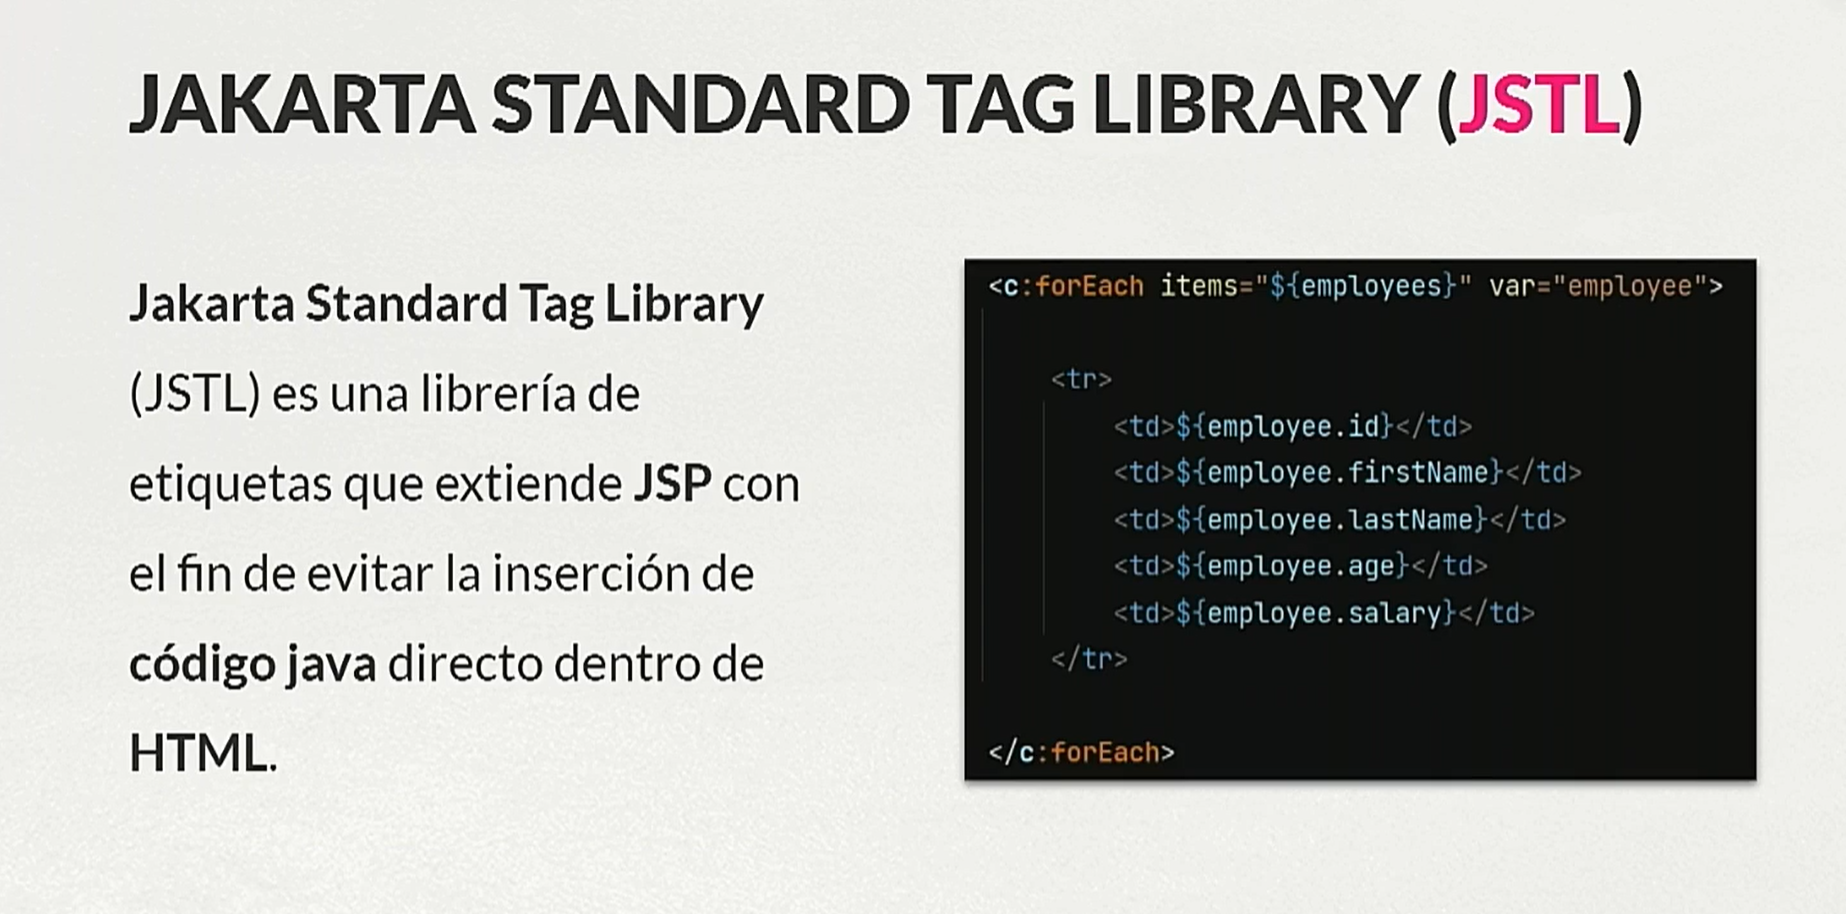 JAKARTA STANDARD TAG LIBRARY (JSTL)
Jakarta Standard Tag Library
(JSTL) es una librería de
etiquetas que extiende JSP con
el fin de evitar la inserción de
código java directo dentro de
HTML.
<c:forEach items="${employees}" var="employee">
<tr>
<td>${employee.id}</td>
<td>${employee.firstName}</td>
<td>${employee.lastName}</td>
<td>${employee.age}</td>
<td>${employee.salary}</td>
</tr>
</c:forEach>